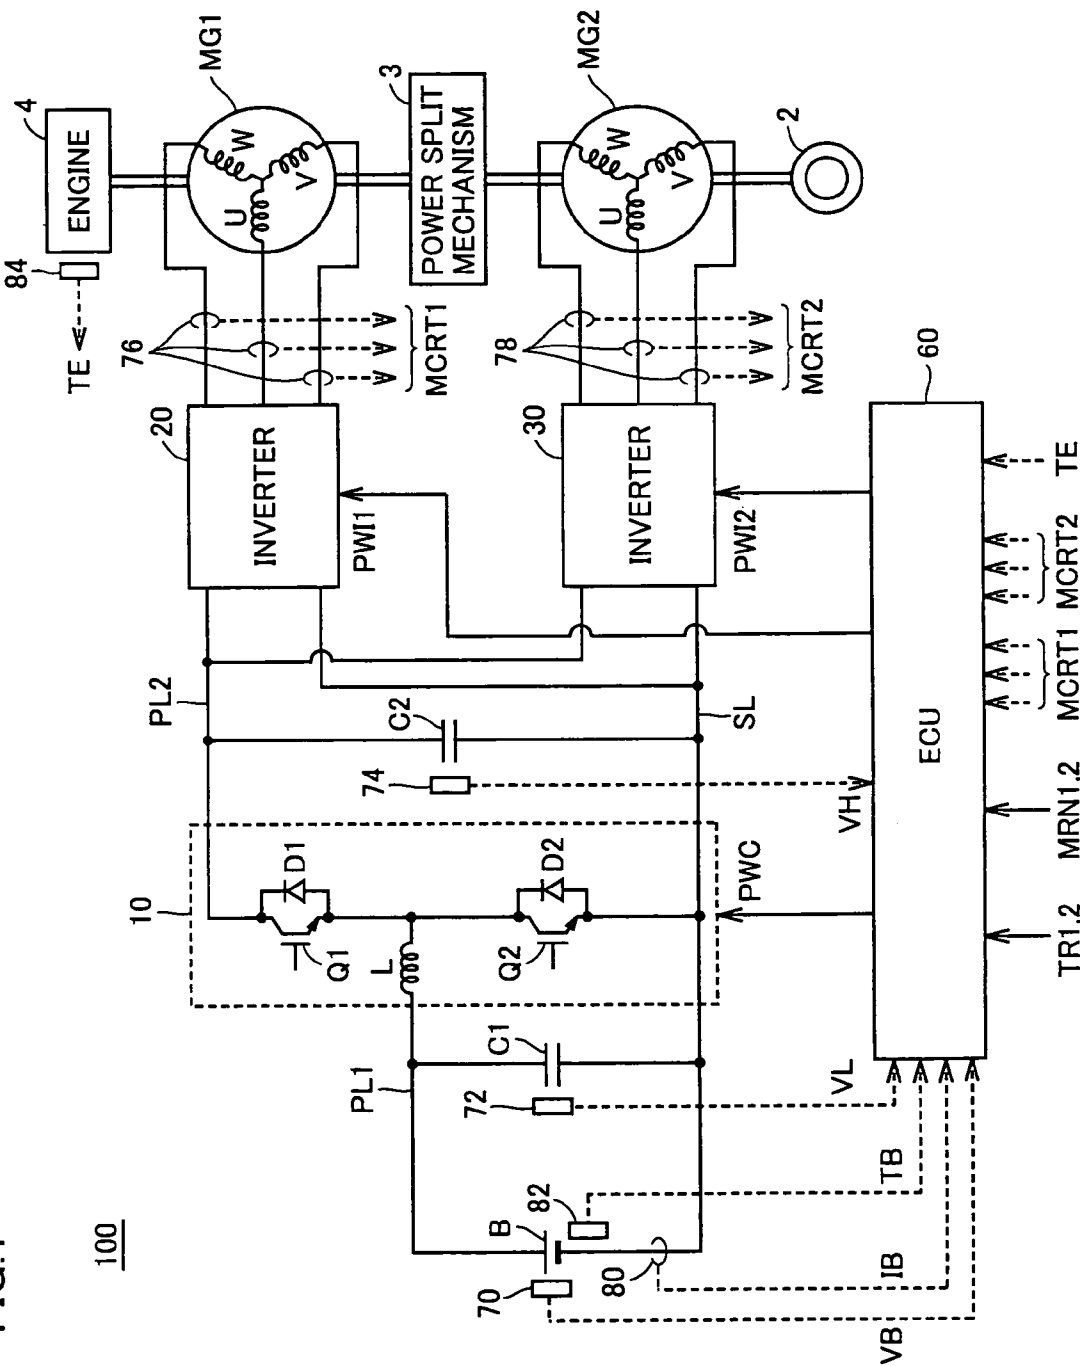 FIG.1
100
10
PL1
PL2
C1
C2
72
74
70
82
80
B
L
Q1
D1
Q2
D2
SL
20
INVERTER
PWI1
30
INVERTER
PWI2
76
MCRT1
78
MCRT2
84
TE
4
ENGINE
MG1
U
V
W
3
POWER SPLIT
MECHANISM
MG2
U
V
W
2
60
ECU
VH
PWC
VL
TB
IB
VB
TR1,2
MRN1,2
MCRT1
MCRT2
TE